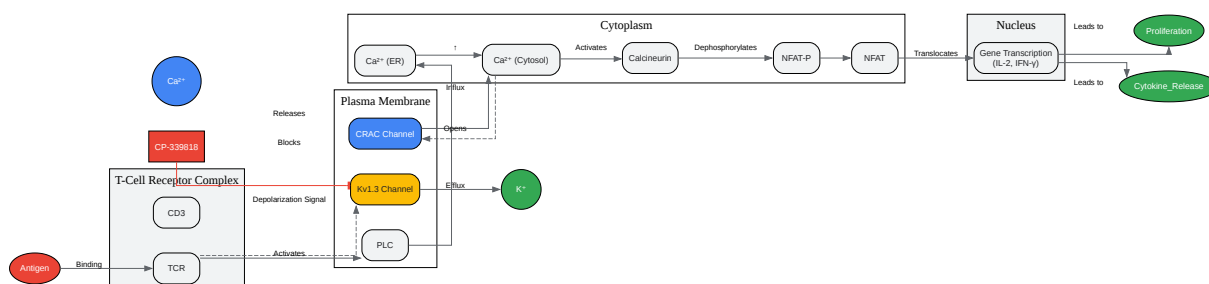 Cytoplasm
Nucleus
Leads to
Proliferation
↑
Activates
Dephosphorylates
Translocates
Ca²⁺ (ER)
Ca²⁺ (Cytosol)
Calcineurin
NFAT-P
NFAT
Gene Transcription
(IL-2, IFN-γ)
Leads to
Cytokine_Release
Ca²⁺
Influx
Plasma Membrane
Releases
CRAC Channel
Opens
Blocks
CP-339818
T-Cell Receptor Complex
Kv1.3 Channel
Efflux
K⁺
Depolarization Signal
CD3
PLC
Activates
Antigen
Binding
TCR